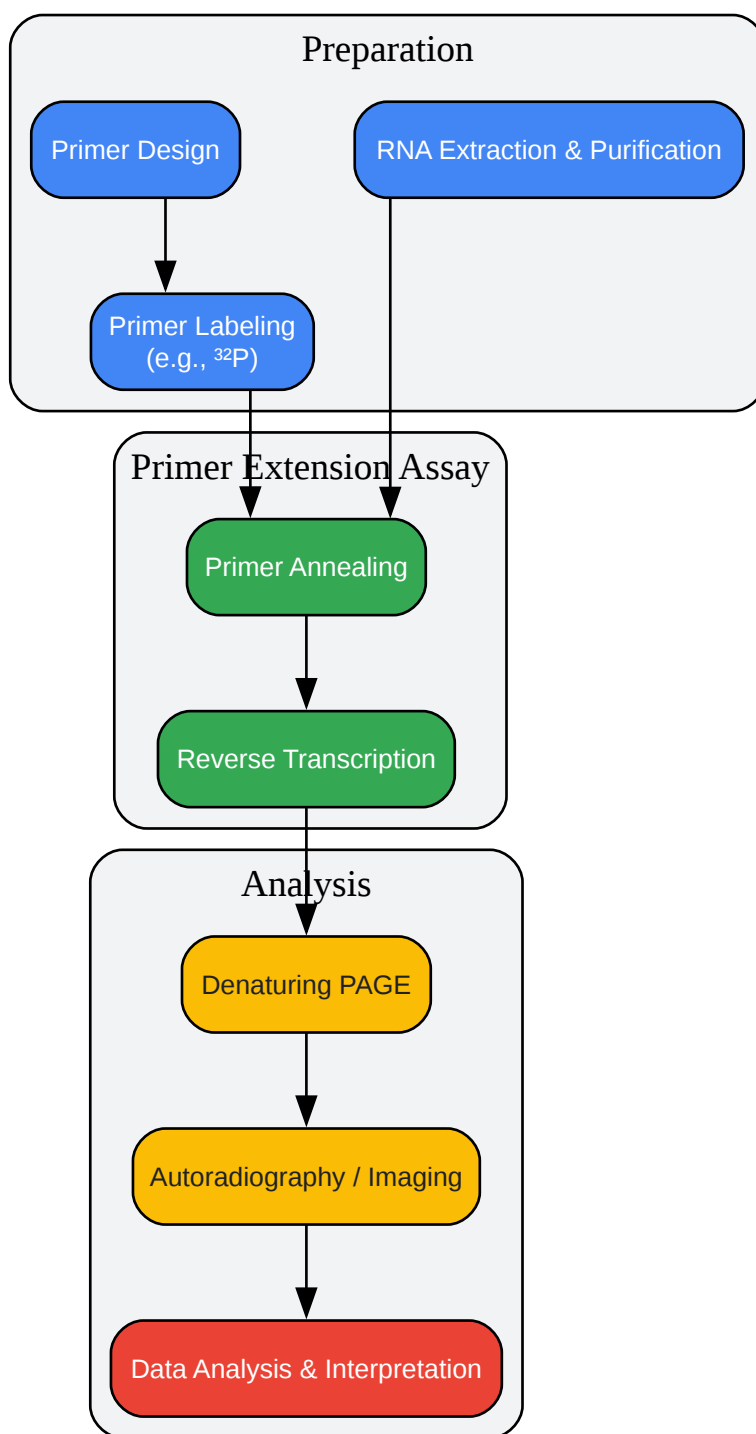 Preparation
Primer Design
RNA Extraction & Purification
Primer Labeling
(e.g., ³²P)
Primer Extension Assay
Primer Annealing
Reverse Transcription
Analysis
Denaturing PAGE
Autoradiography / Imaging
Data Analysis & Interpretation